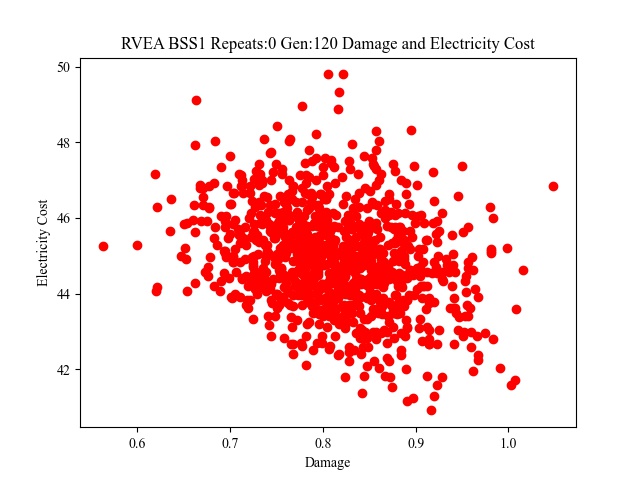 RVEA BSS1 Repeats:0 Gen:120 Damage and Electricity Cost
50
48
46
44
42
Electricity Cost
0.6 0.7 0.8 0.9 1.0
Damage